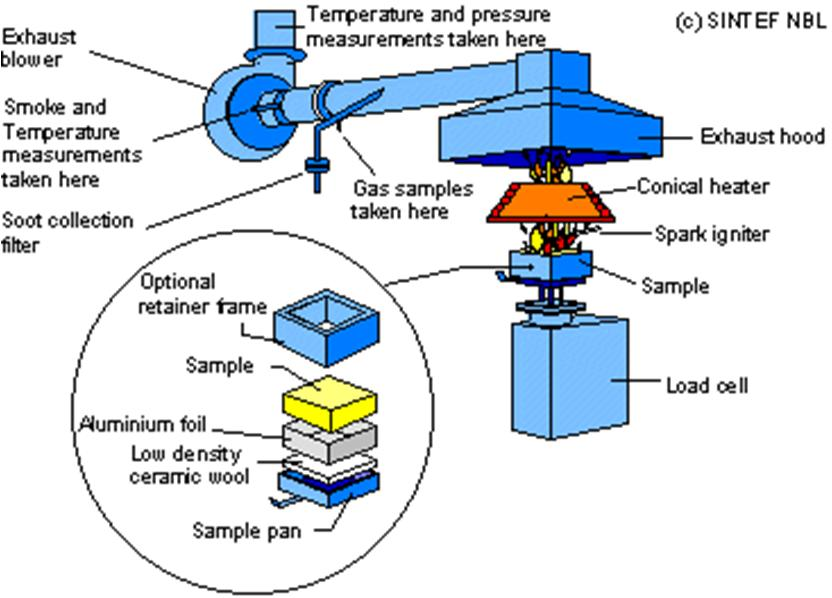 Temperature and pressure
measurements taken here
(c) SINTEF NBL
Exhaust
blower
Smoke and
Temperature
measurements
taken here
Exhaust hood
Gas samples
taken here
Conical heater
Soot collection
filter
Spark igniter
Sample
Optional
retainer frame
Sample
Load cell
Aluminium foil
Low density
ceramic wool
Sample pan